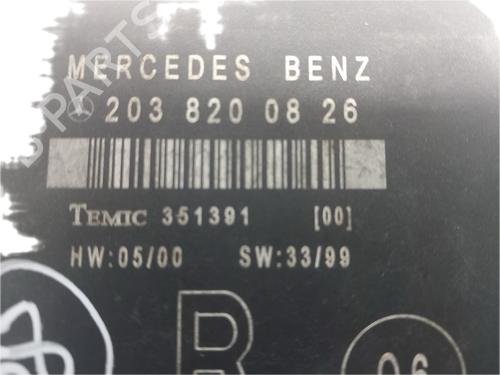 MERCEDES BENZ
203 820 08 26
TEMIC 351391 [00]
HW:05/00 SW:33/99
R
06